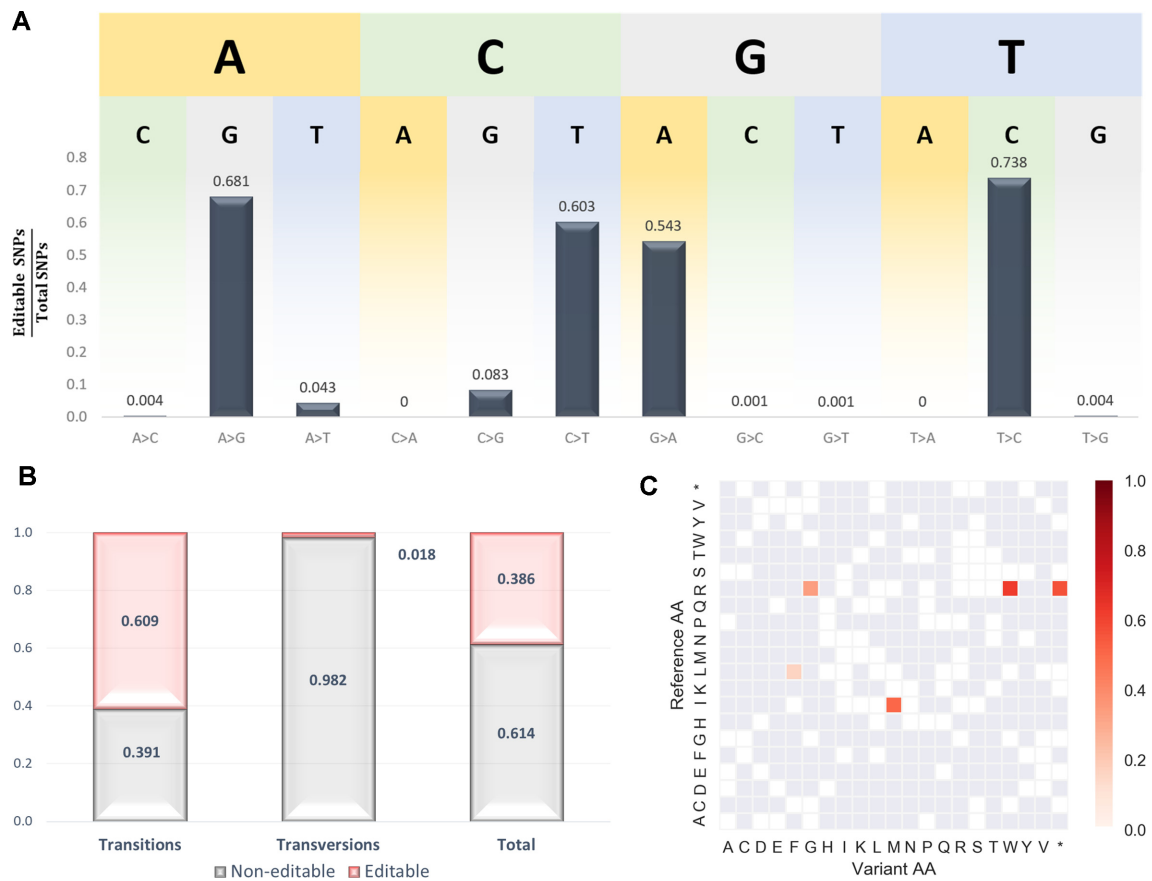 A
A C G T
C G T A G T A C T A C G
0.8
0.7
0.6
0.5
0.4
0.3
0.2
0.1
0.0
Editable SNPs
Total SNPs
0.004 0.681 0.043 0 0.083 0.603 0.543 0.001 0.001 0 0.738 0.004
A>C A>G A>T C>A C>G C>T G>A G>C G>T T>A T>C T>G
B
1.0
0.8
0.6
0.4
0.2
0.0
0.609
0.391
0.018
0.982
0.386
0.614
Transitions Transversions Total
Non-editable Editable
C
Reference AA
A C D E F G H I K L M N P Q R S T W Y V *
A C D E F G H I K L M N P Q R S T W Y V *
Variant AA
1.0
0.8
0.6
0.4
0.2
0.0